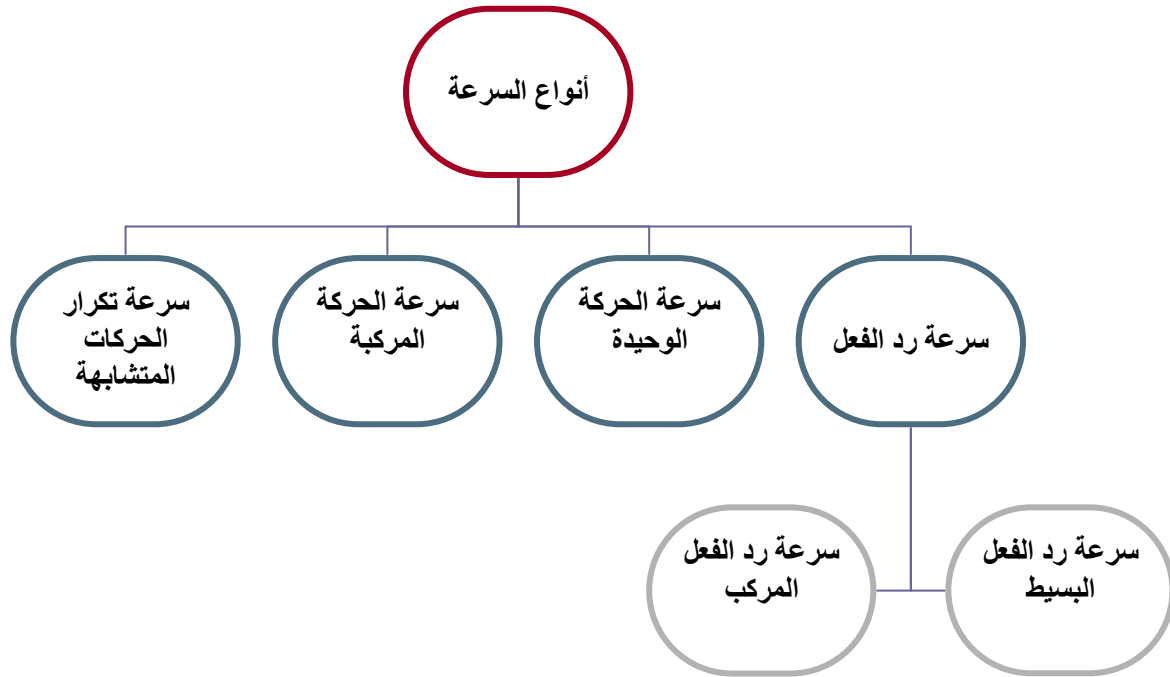 أنواع السرعة
سرعة رد الفعل
سرعة الحركة
الوحيدة
سرعة الحركة
المركبة
سرعة تكرار
الحركات
المتشابهة
سرعة رد الفعل
البسيط
سرعة رد الفعل
المركب